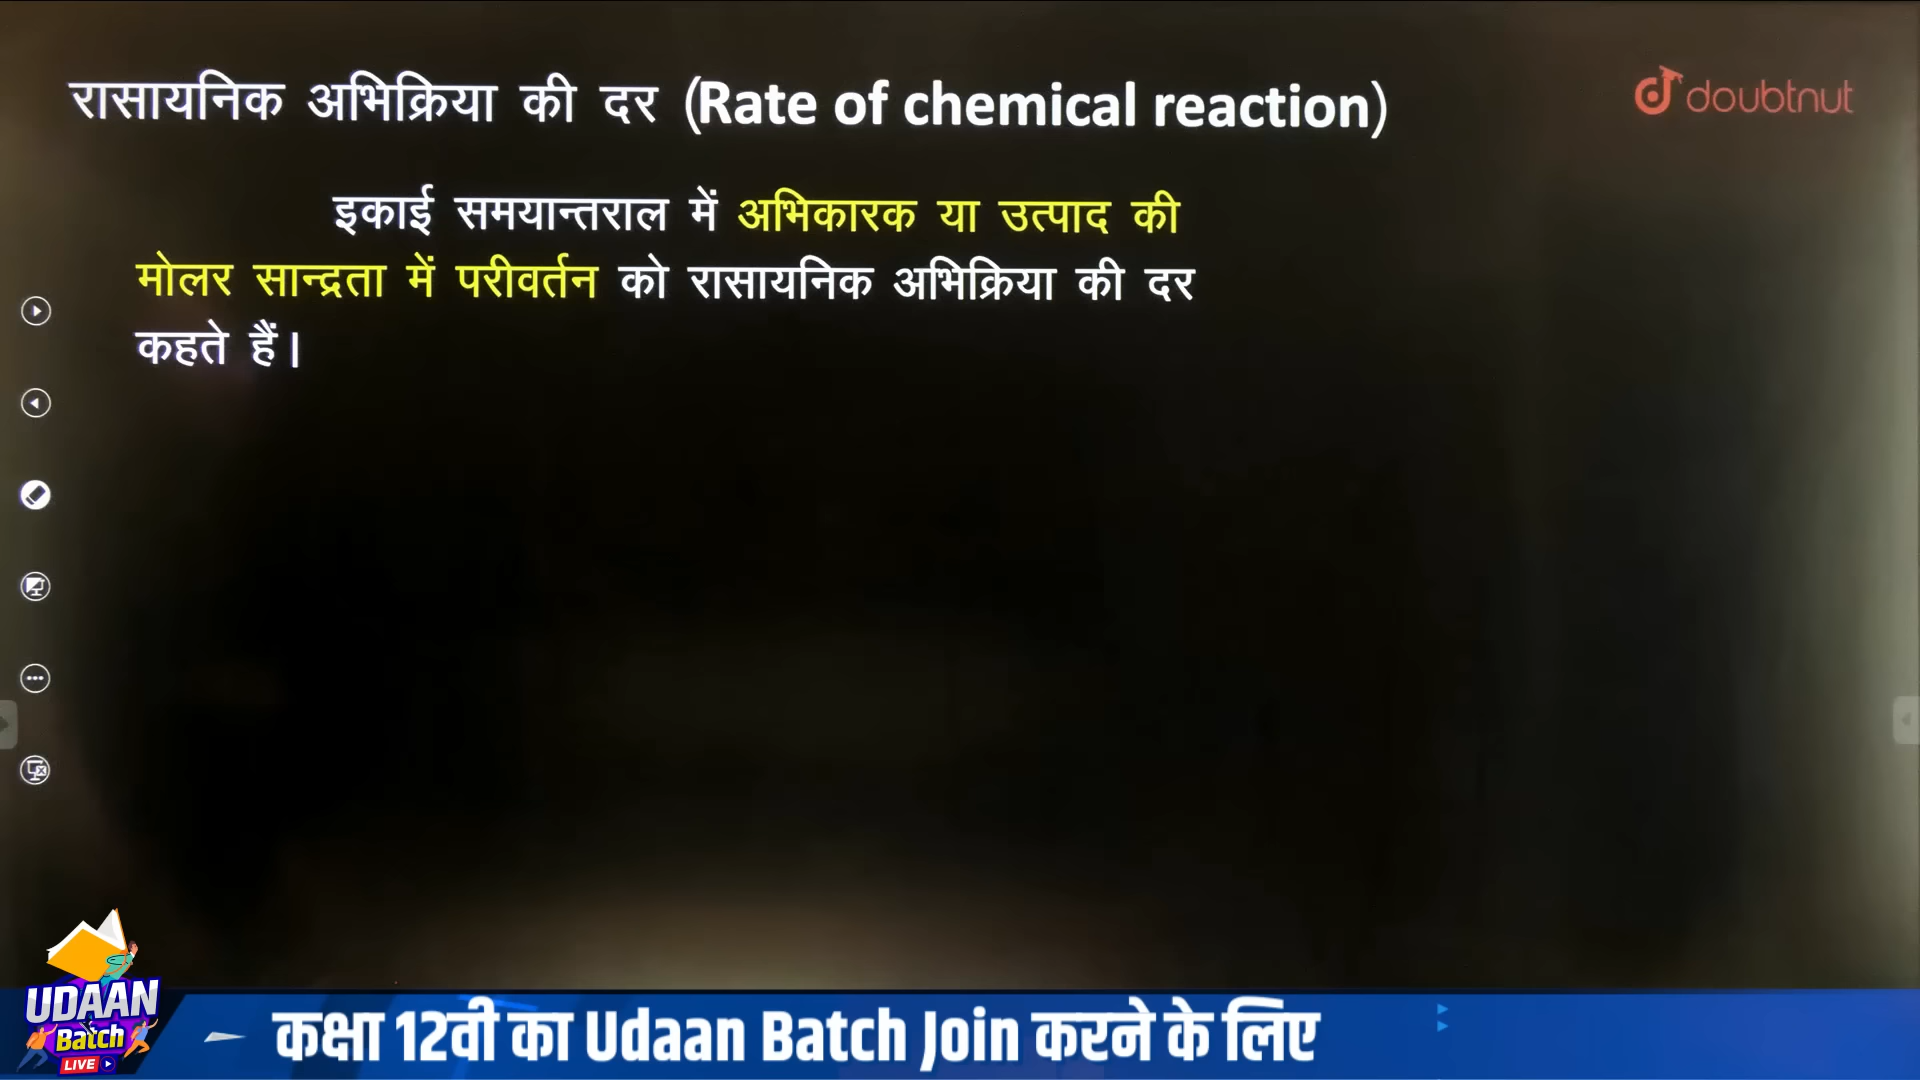 रासायनिक अभिक्रिया की दर (Rate of chemical reaction)
doubtnut
इकाई समयान्तराल में अभिकारक या उत्पाद की
मोलर सान्द्रता में परीवर्तन को रासायनिक अभिक्रिया की दर
कहते हैं।
UDAAN
Batch
LIVE
कक्षा 12वी का Udaan Batch Join करने के लिए